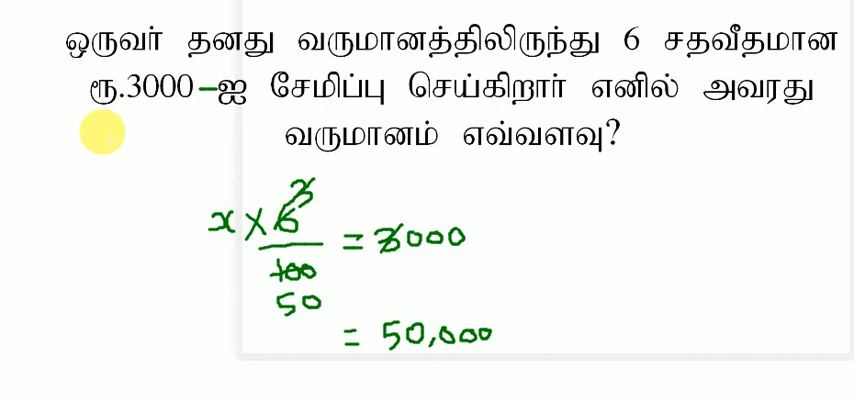 ஒருவர் தனது வருமானத்திலிருந்து 6 சதவீதமான
ரூ.3000-ஐ சேமிப்பு செய்கிறார் எனில் அவரது
வருமானம் எவ்வளவு?
3
x × 6 = 3000
100
50
= 50,000